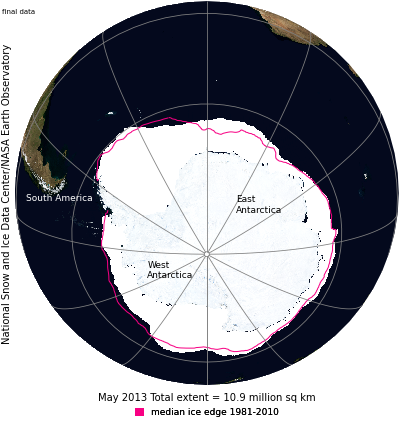 final data
National Snow and Ice Data Center/NASA Earth Observatory
South America
East
Antarctica
West
Antarctica
May 2013 Total extent = 10.9 million sq km
median ice edge 1981-2010